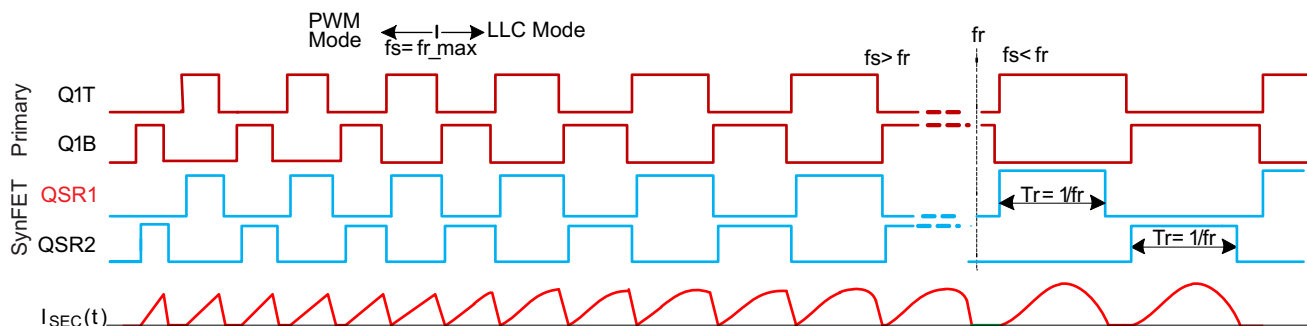 PWM Mode
LLC Mode
fs= fr_max
fr
fs> fr
fs< fr
Primary
Q1T
Q1B
SynFET
QSR1
QSR2
Tr= 1/fr
Tr= 1/fr
ISEC(t)